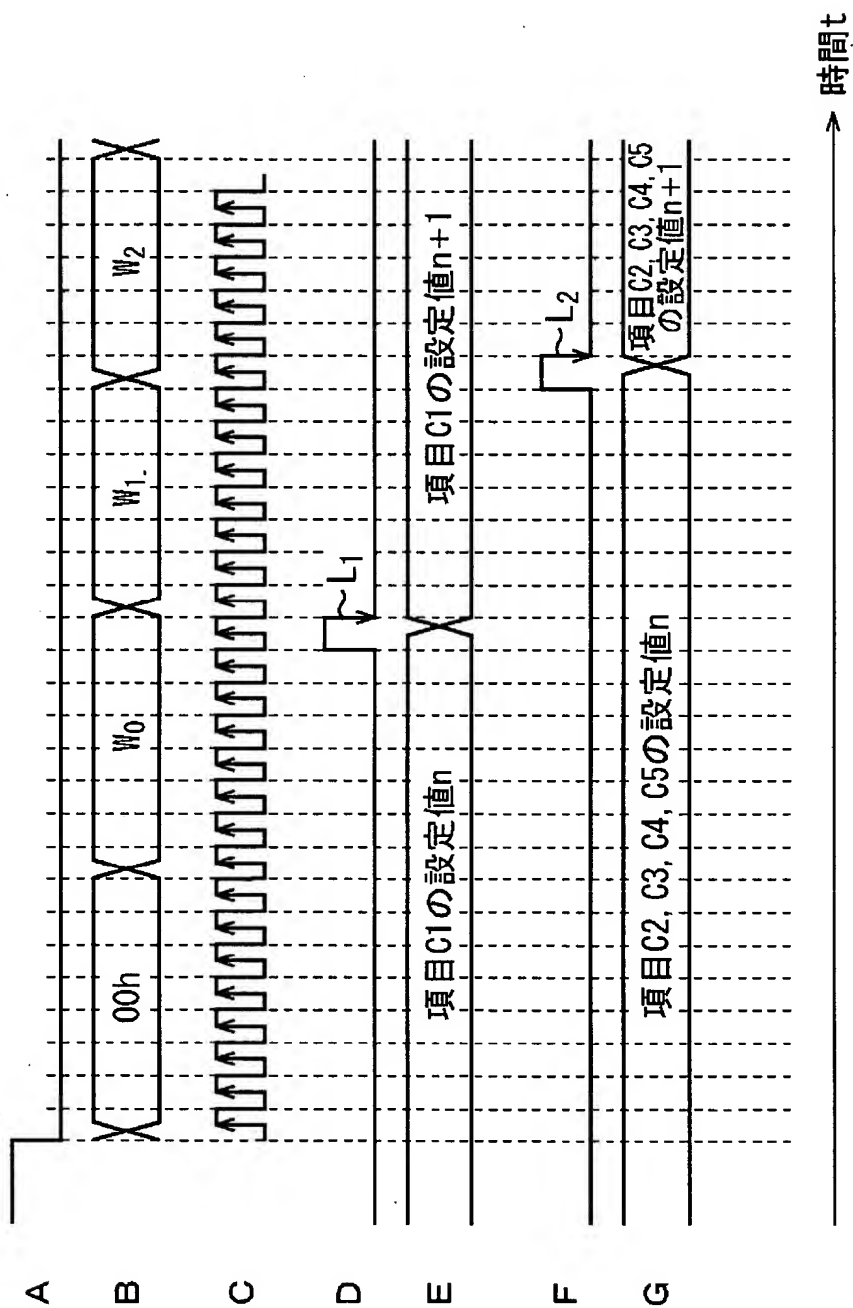 A
B
00h
W0
W1
W2
C
D
L1
E
項目C1の設定値n
項目C1の設定値n+1
F
L2
G
項目C2, C3, C4, C5の設定値n
項目C2, C3, C4, C5
の設定値n+1
時間t